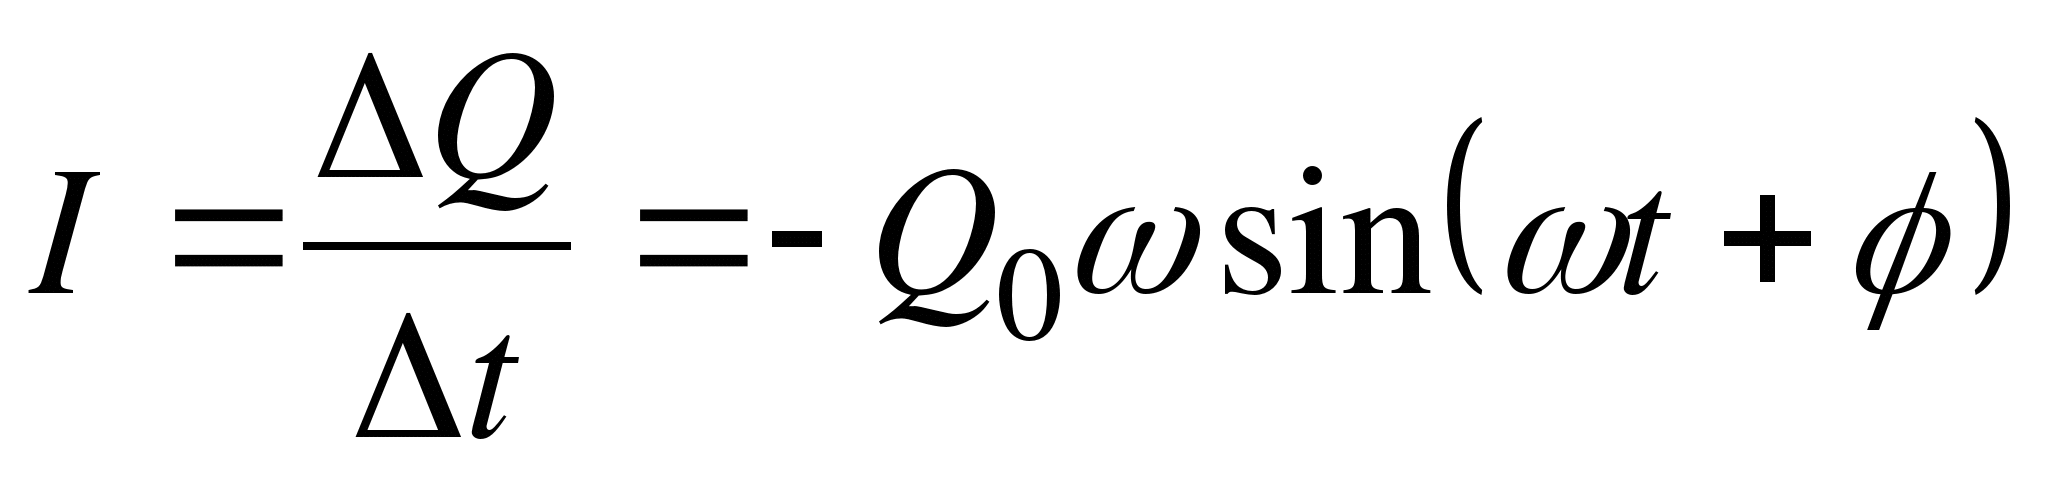 I = ΔQ/Δt = - Q₀ω sin(ωt + ϕ)